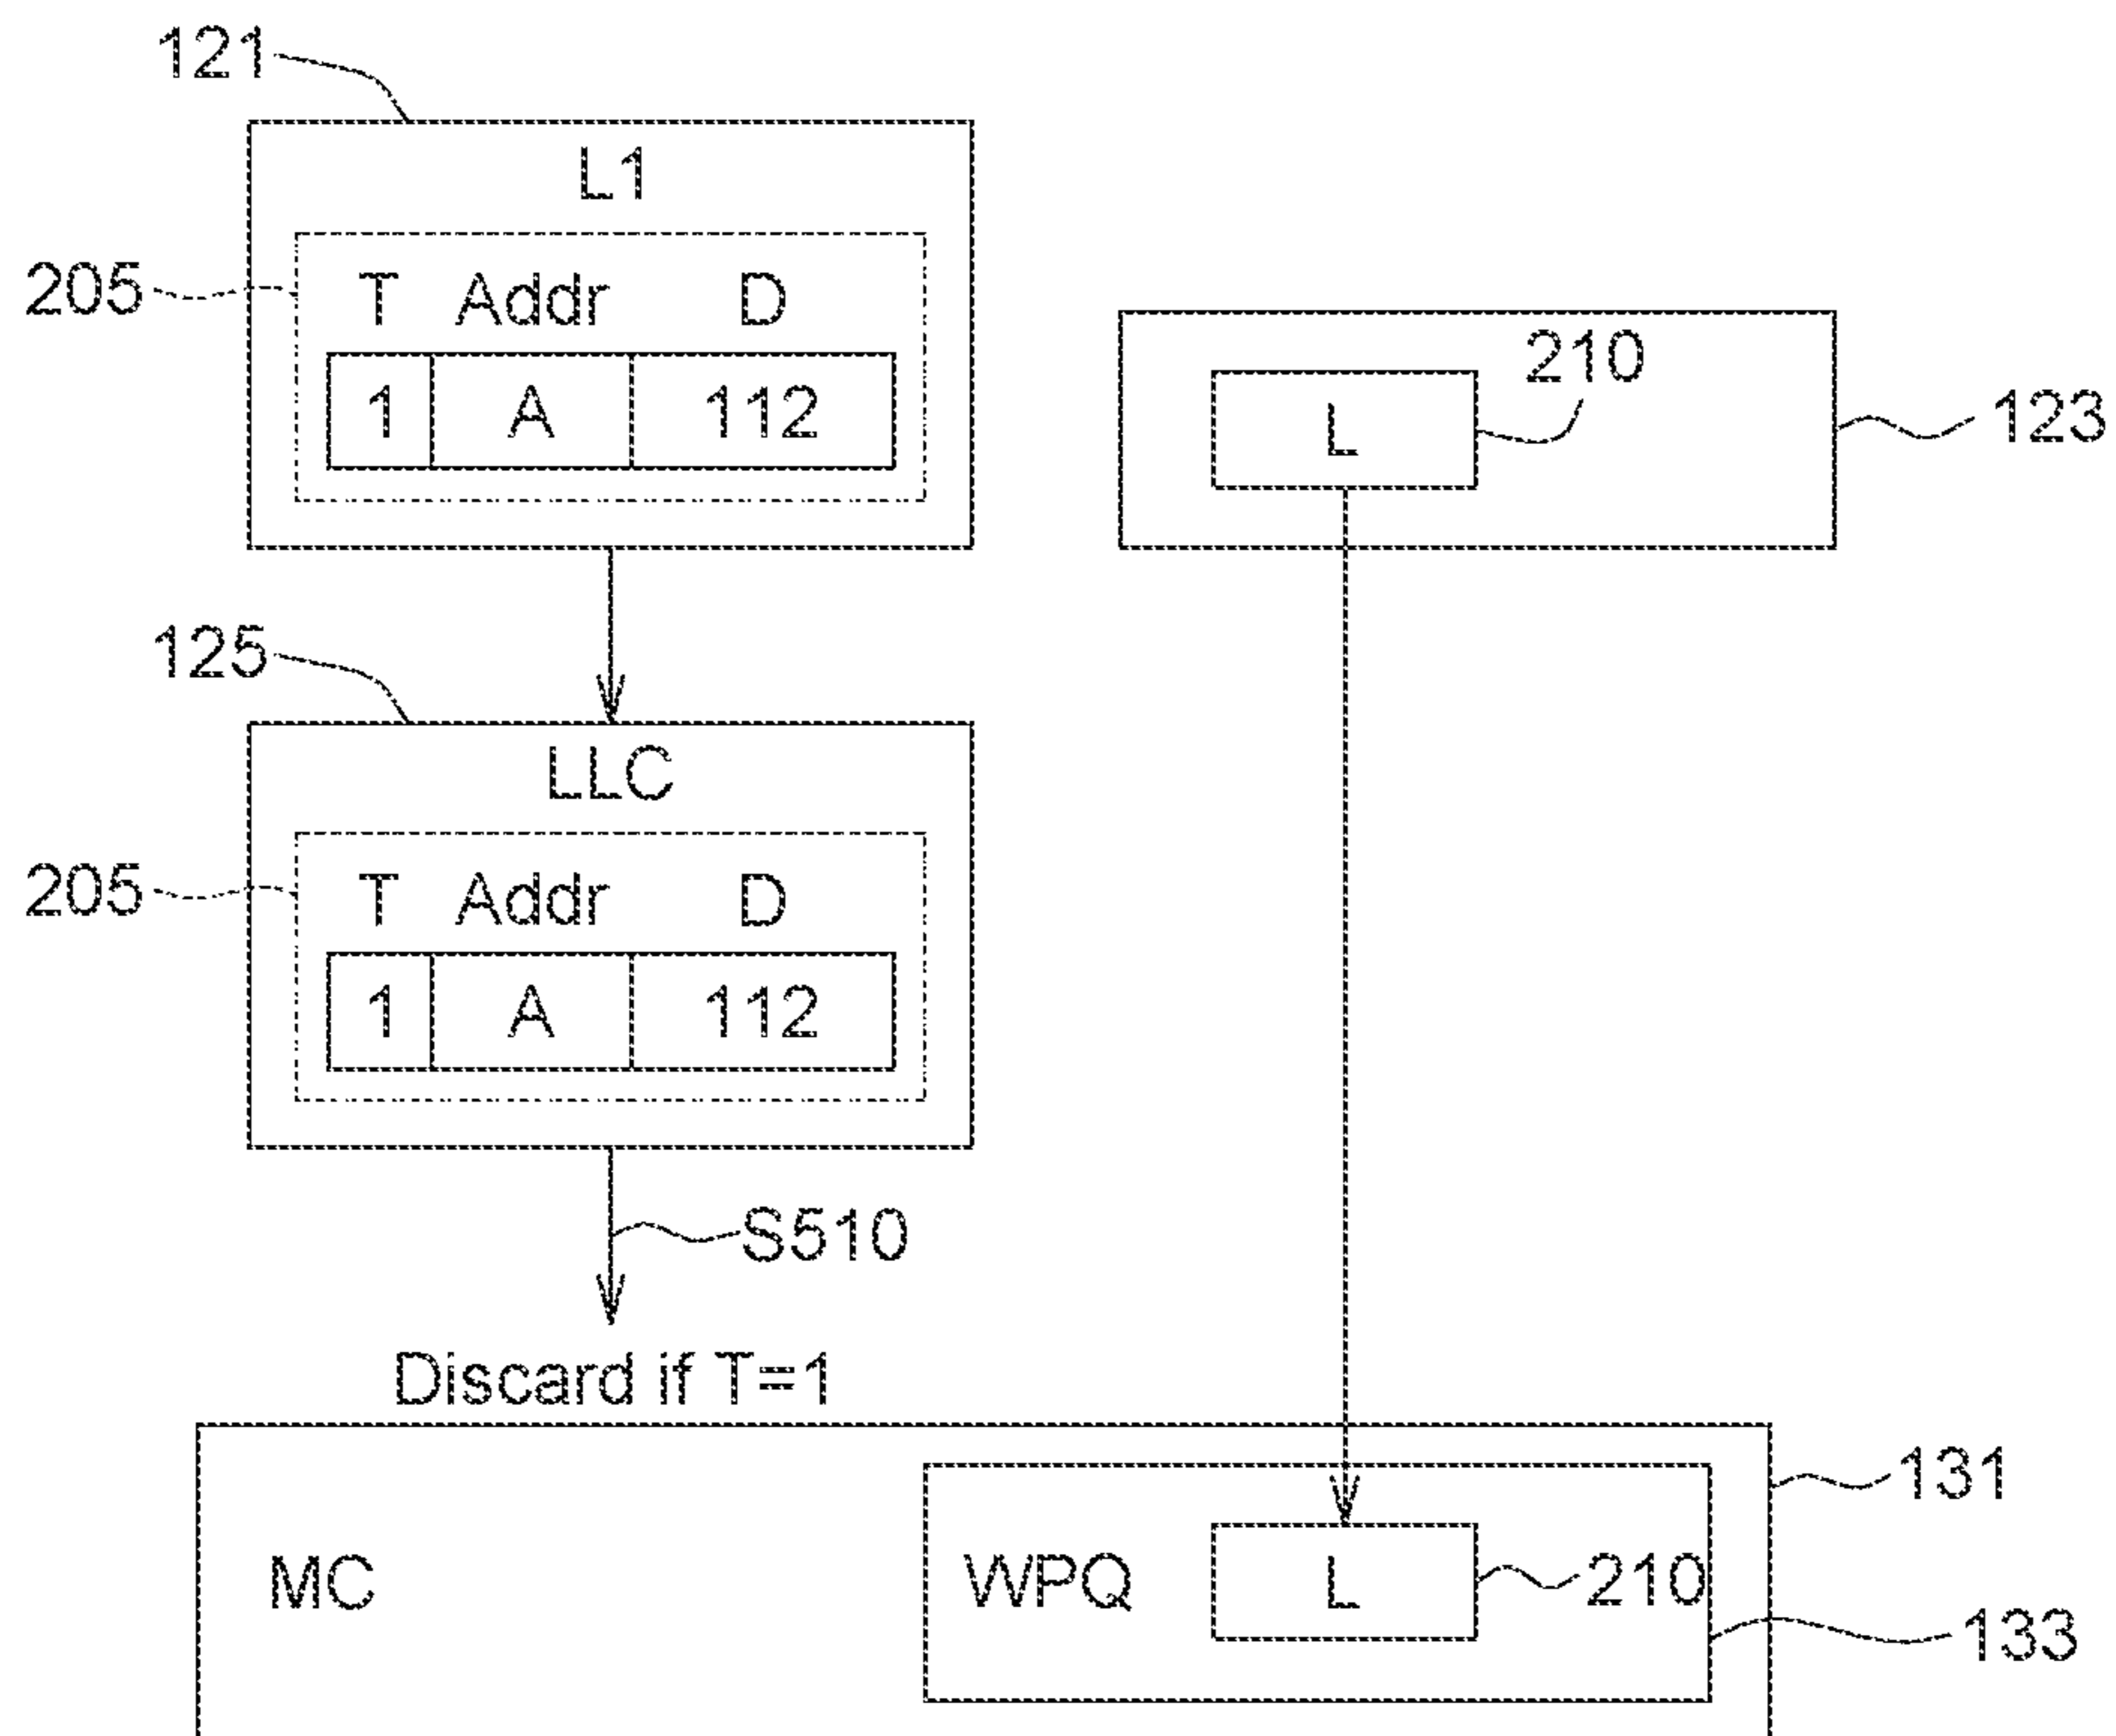 121
L1
205
T Addr D
1 A 112
210
L
123
125
LLC
205
T Addr D
1 A 112
S510
Discard if T=1
131
MC
WPQ
L
210
133